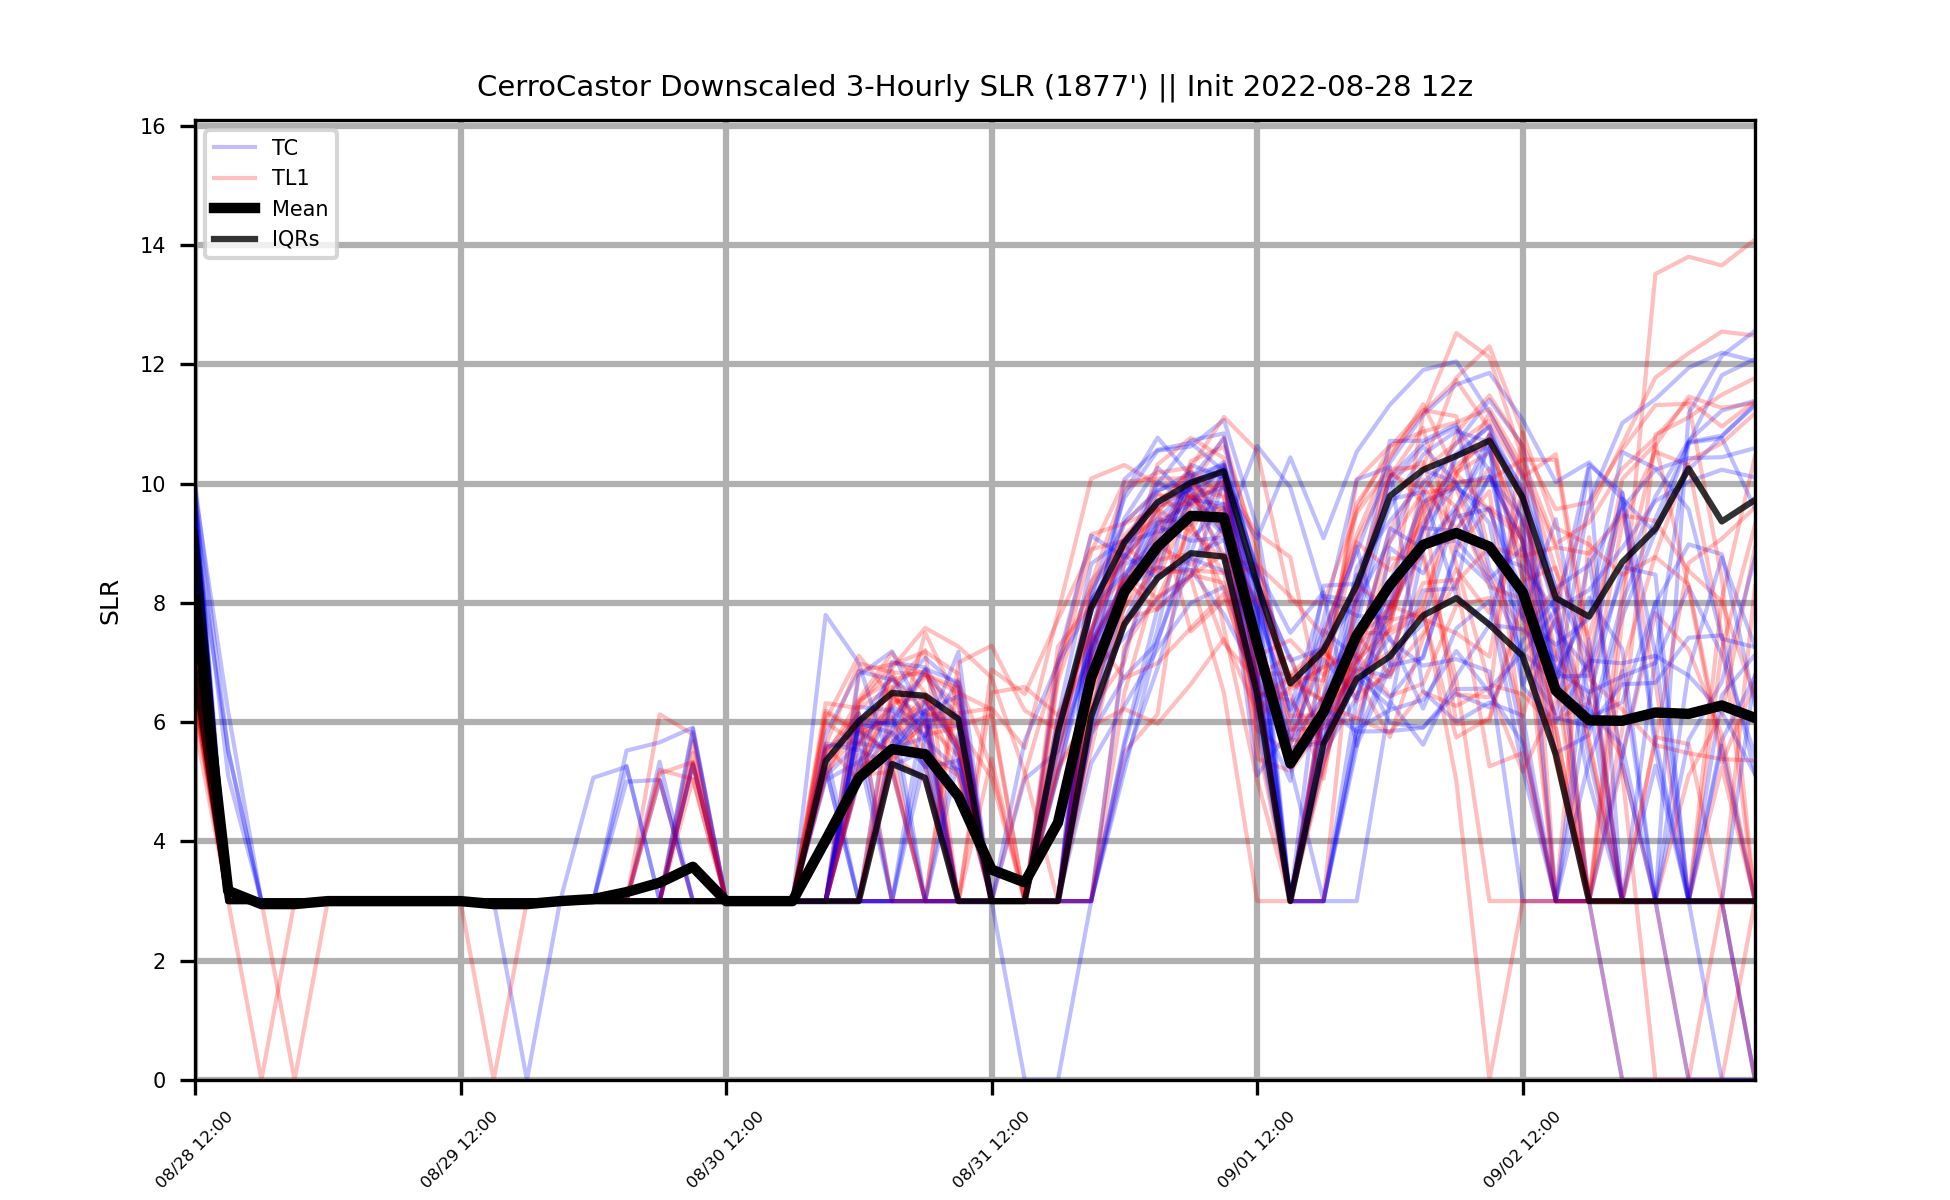 CerroCastor Downscaled 3-Hourly SLR (1877') || Init 2022-08-28 12z
16
14
12
10
8
6
4
2
0
SLR
TC
TL1
Mean
IQRs
08/28 12:00
08/29 12:00
08/30 12:00
08/31 12:00
09/01 12:00
09/02 12:00